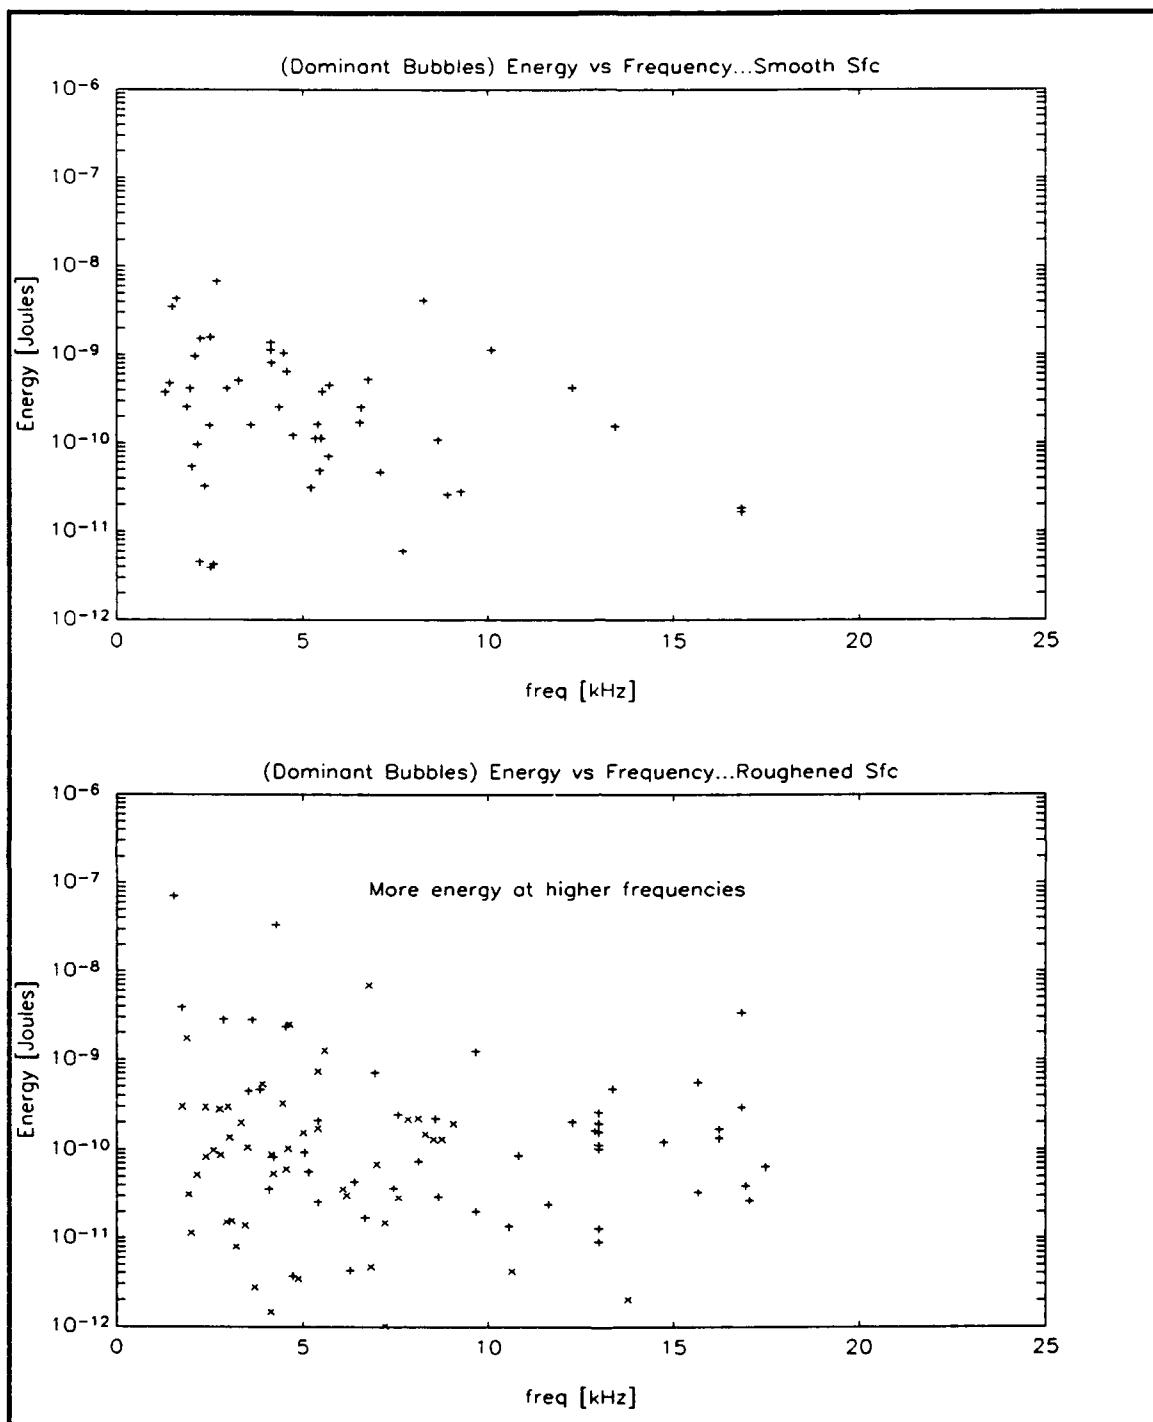 (Dominant Bubbles) Energy vs Frequency...Smooth Sfc
10⁻⁶
10⁻⁷
10⁻⁸
10⁻⁹
10⁻¹⁰
10⁻¹¹
10⁻¹²
Energy [Joules]
0 5 10 15 20 25
freq [kHz]
(Dominant Bubbles) Energy vs Frequency...Roughened Sfc
10⁻⁶
10⁻⁷
10⁻⁸
10⁻⁹
10⁻¹⁰
10⁻¹¹
10⁻¹²
Energy [Joules]
More energy at higher frequencies
0 5 10 15 20 25
freq [kHz]